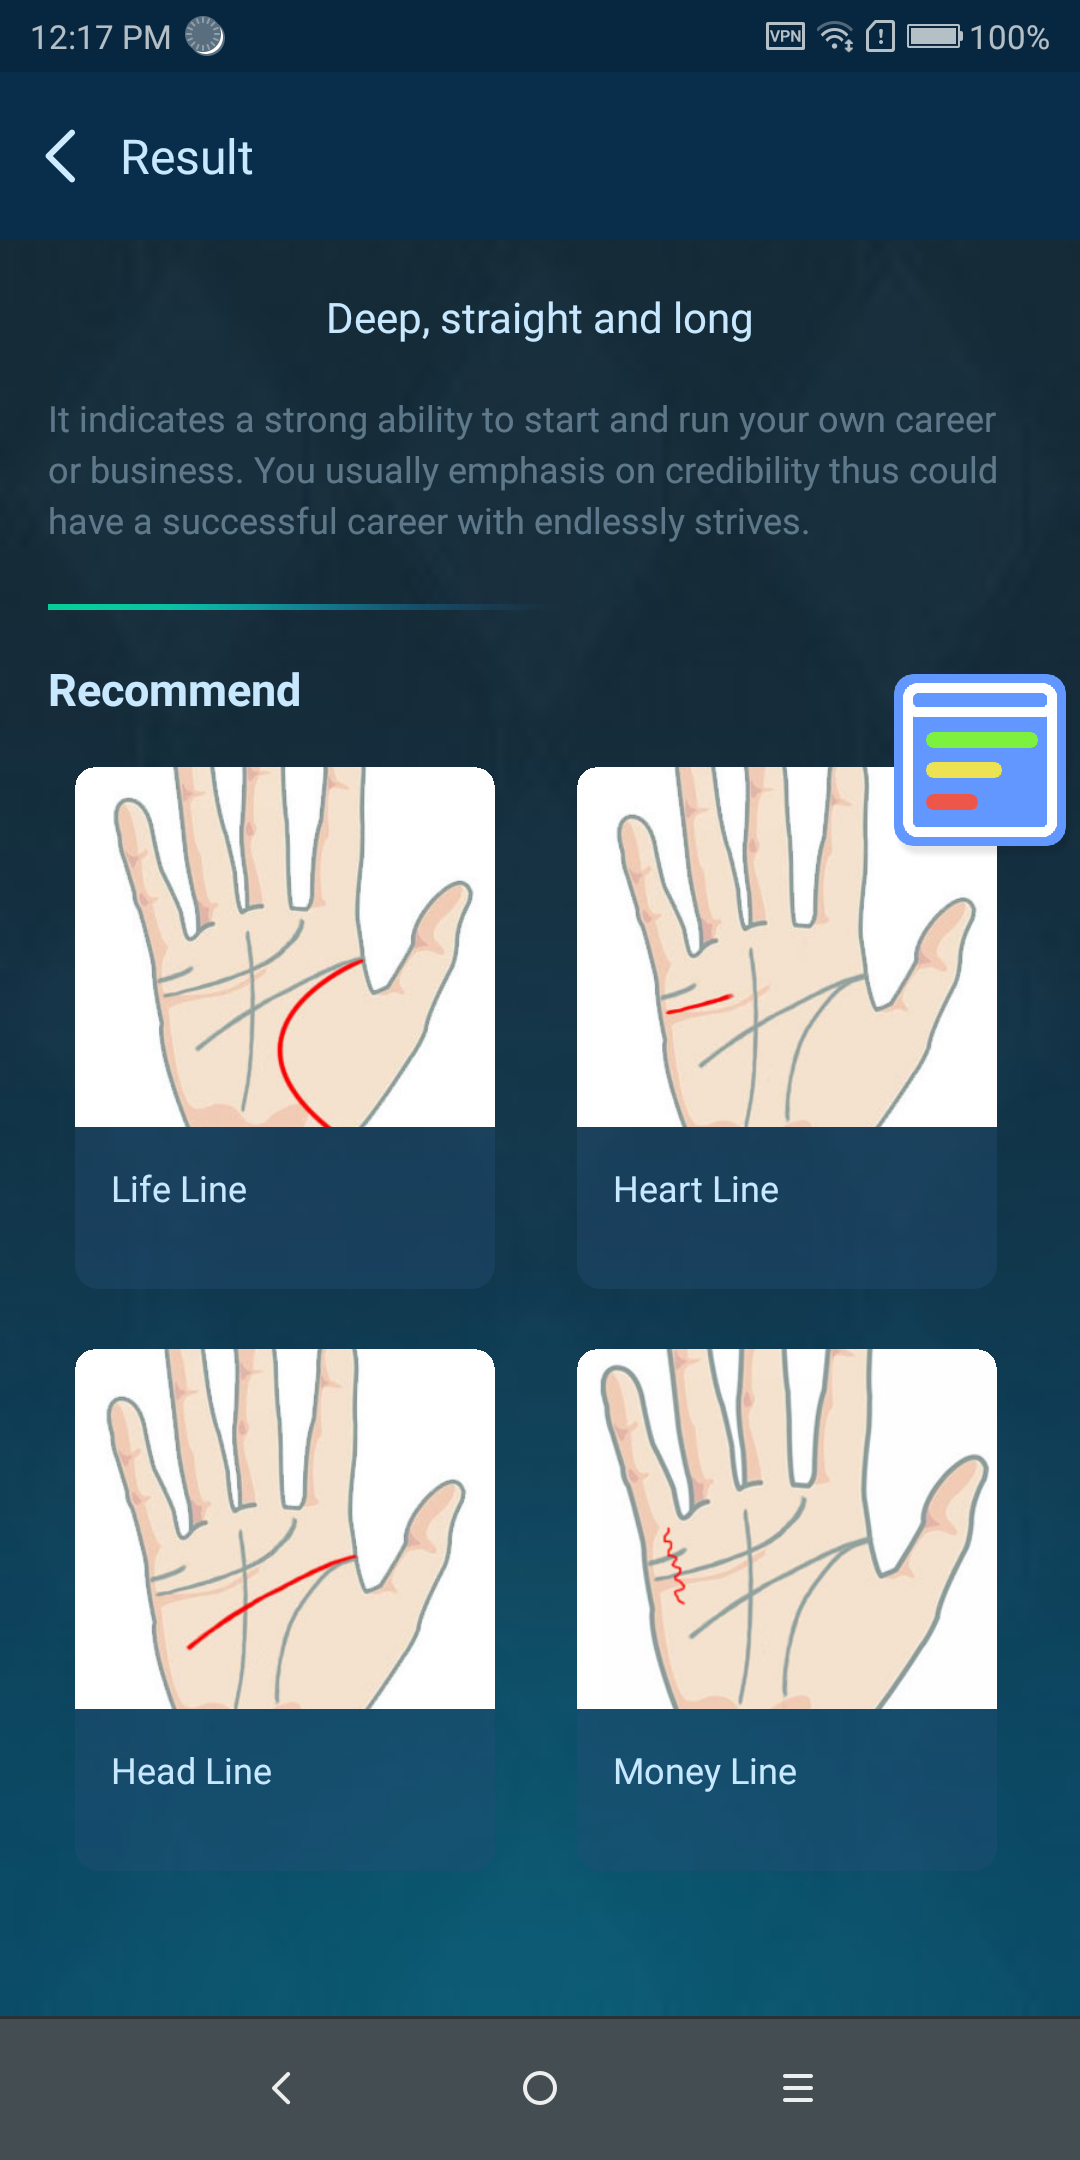 12:17 PM VPN 100%
Result
Deep, straight and long
It indicates a strong ability to start and run your own career
or business. You usually emphasis on credibility thus could
have a successful career with endlessly strives.
Recommend
Life Line
Heart Line
Head Line
Money Line